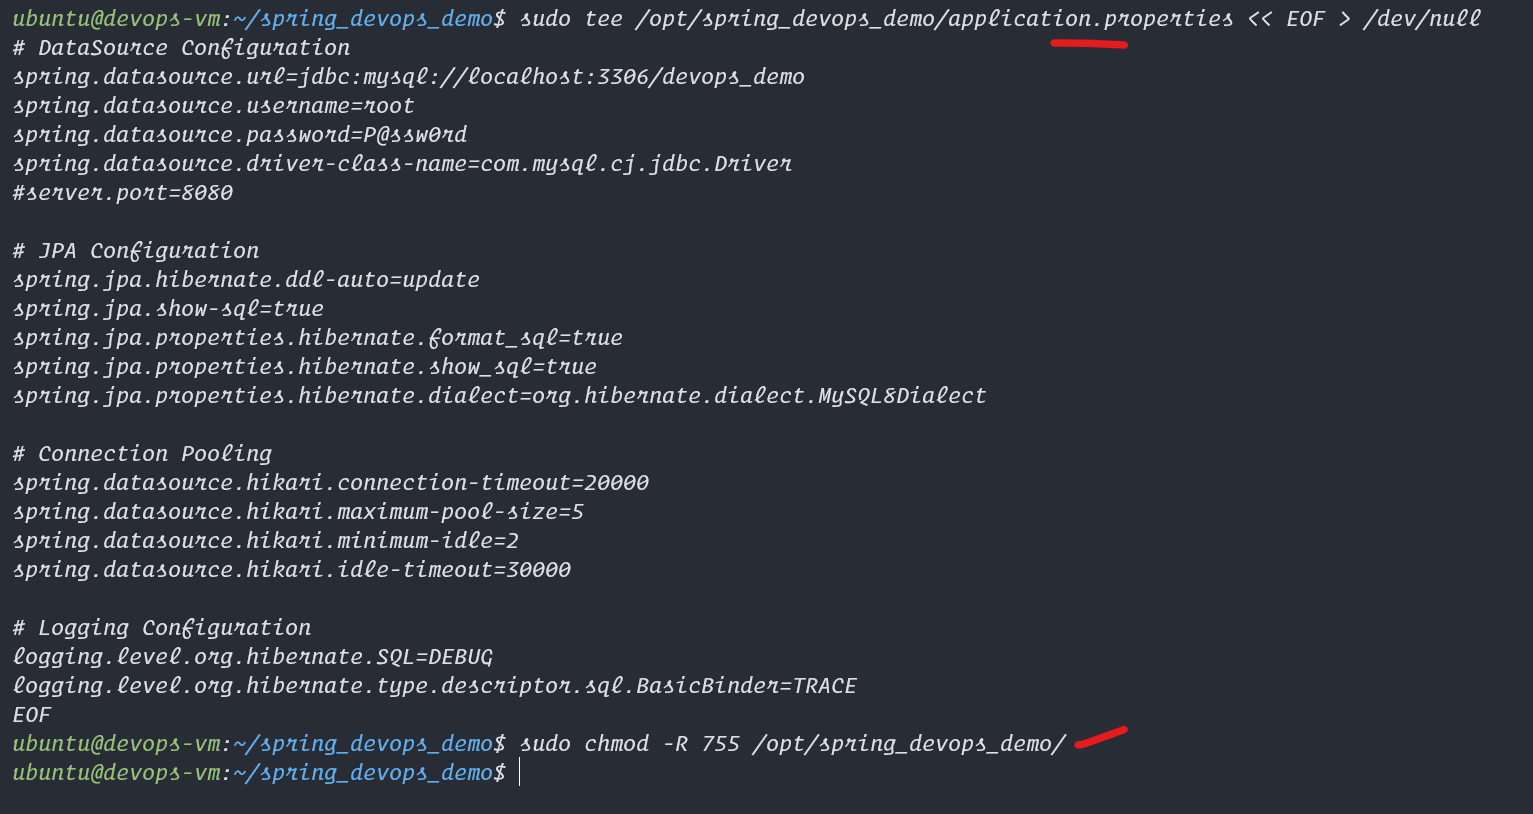 ubuntu@devops-vm:~/spring_devops_demo$ sudo tee /opt/spring_devops_demo/application.properties << EOF > /dev/null
# DataSource Configuration
spring.datasource.url=jdbc:mysql://localhost:3306/devops_demo
spring.datasource.username=root
spring.datasource.password=P@ssw0rd
spring.datasource.driver-class-name=com.mysql.cj.jdbc.Driver
#server.port=8080

# JPA Configuration
spring.jpa.hibernate.ddl-auto=update
spring.jpa.show-sql=true
spring.jpa.properties.hibernate.format_sql=true
spring.jpa.properties.hibernate.show_sql=true
spring.jpa.properties.hibernate.dialect=org.hibernate.dialect.MySQL8Dialect

# Connection Pooling
spring.datasource.hikari.connection-timeout=20000
spring.datasource.hikari.maximum-pool-size=5
spring.datasource.hikari.minimum-idle=2
spring.datasource.hikari.idle-timeout=30000

# Logging Configuration
logging.level.org.hibernate.SQL=DEBUG
logging.level.org.hibernate.type.descriptor.sql.BasicBinder=TRACE
EOF
ubuntu@devops-vm:~/spring_devops_demo$ sudo chmod -R 755 /opt/spring_devops_demo/
ubuntu@devops-vm:~/spring_devops_demo$